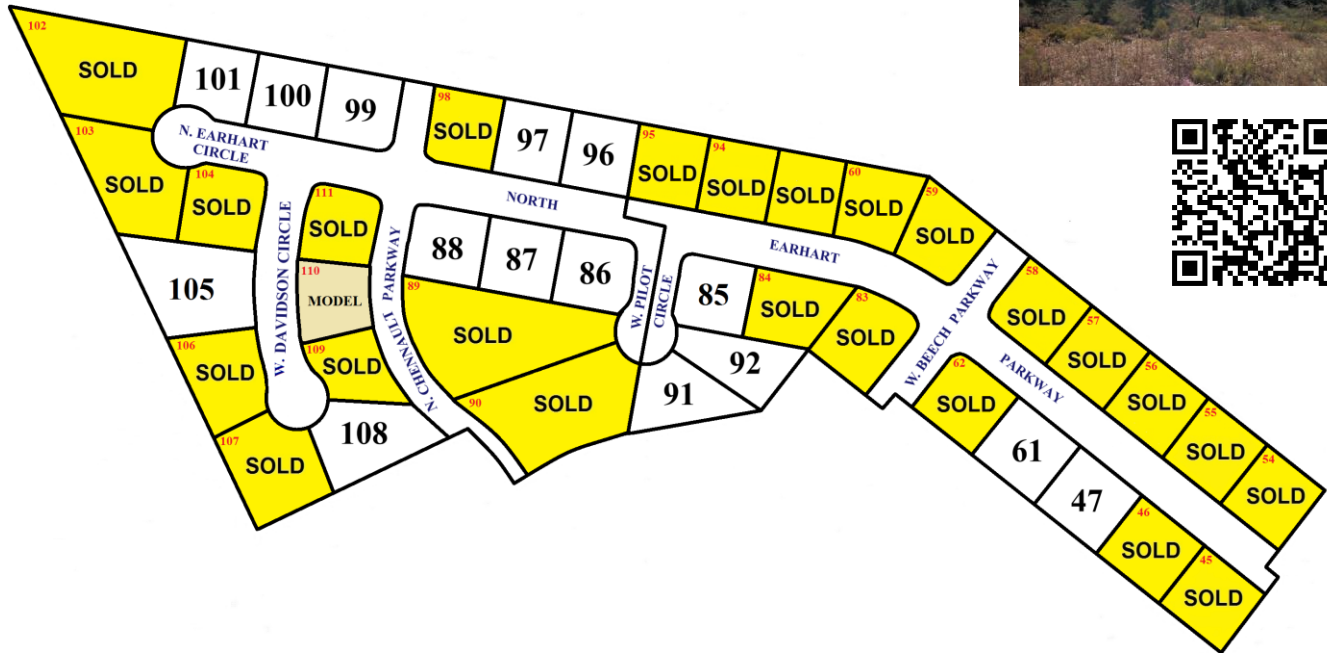 102
SOLD
101
100
99
98
SOLD
97
96
95
SOLD
94
SOLD
SOLD
60
SOLD
59
SOLD
103
SOLD
N. EARHART
CIRCLE
104
SOLD
111
SOLD
W. DAVIDSON CIRCLE
N. CHENNAULT PARKWAY
NORTH
EARHART
PARKWAY
88
87
86
W. PILOT
CIRCLE
85
84
SOLD
83
SOLD
W. BEECH PARKWAY
58
SOLD
57
SOLD
56
SOLD
55
SOLD
54
SOLD
105
110
MODEL
89
SOLD
92
91
106
SOLD
109
SOLD
90
SOLD
62
SOLD
61
47
46
SOLD
45
SOLD
107
SOLD
108